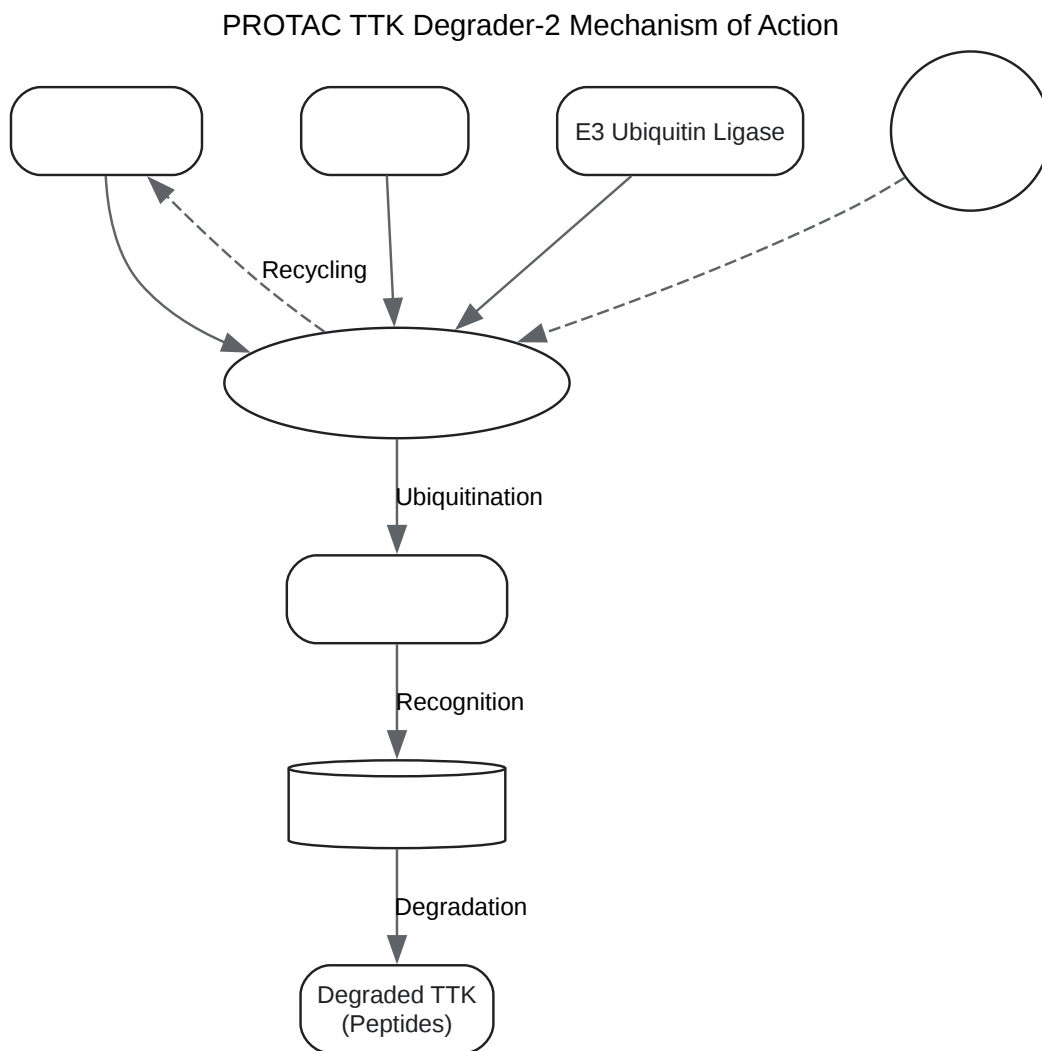 PROTAC TTK Degrader-2 Mechanism of Action
E3 Ubiquitin Ligase
Recycling
Ubiquitination
Recognition
Degradation
Degraded TTK
(Peptides)